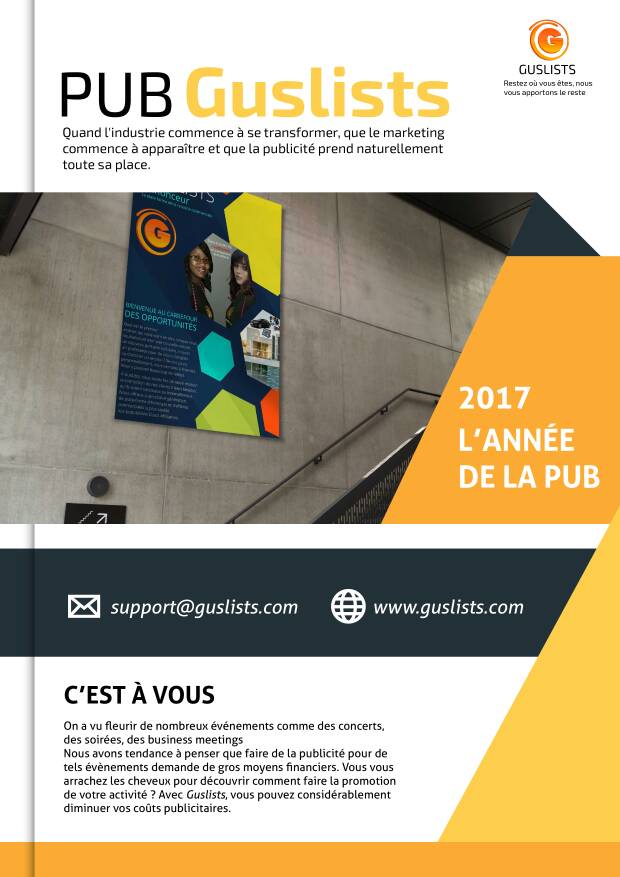 GUSLISTS
Restez où vous êtes, nous
vous apportons le reste
PUB Guslists
Quand l'industrie commence à se transformer, que le marketing
commence à apparaître et que la publicité prend naturellement
toute sa place.
BIENVENUE AU CARREFOUR
DES OPPORTUNITÉS
2017
L'ANNÉE
DE LA PUB
support@guslists.com www.guslists.com
C'EST À VOUS
On a vu fleurir de nombreux événements comme des concerts,
des soirées, des business meetings
Nous avons tendance à penser que faire de la publicité pour de
tels évènements demande de gros moyens financiers. Vous vous
arrachez les cheveux pour découvrir comment faire la promotion
de votre activité ? Avec Guslists, vous pouvez considérablement
diminuer vos coûts publicitaires.